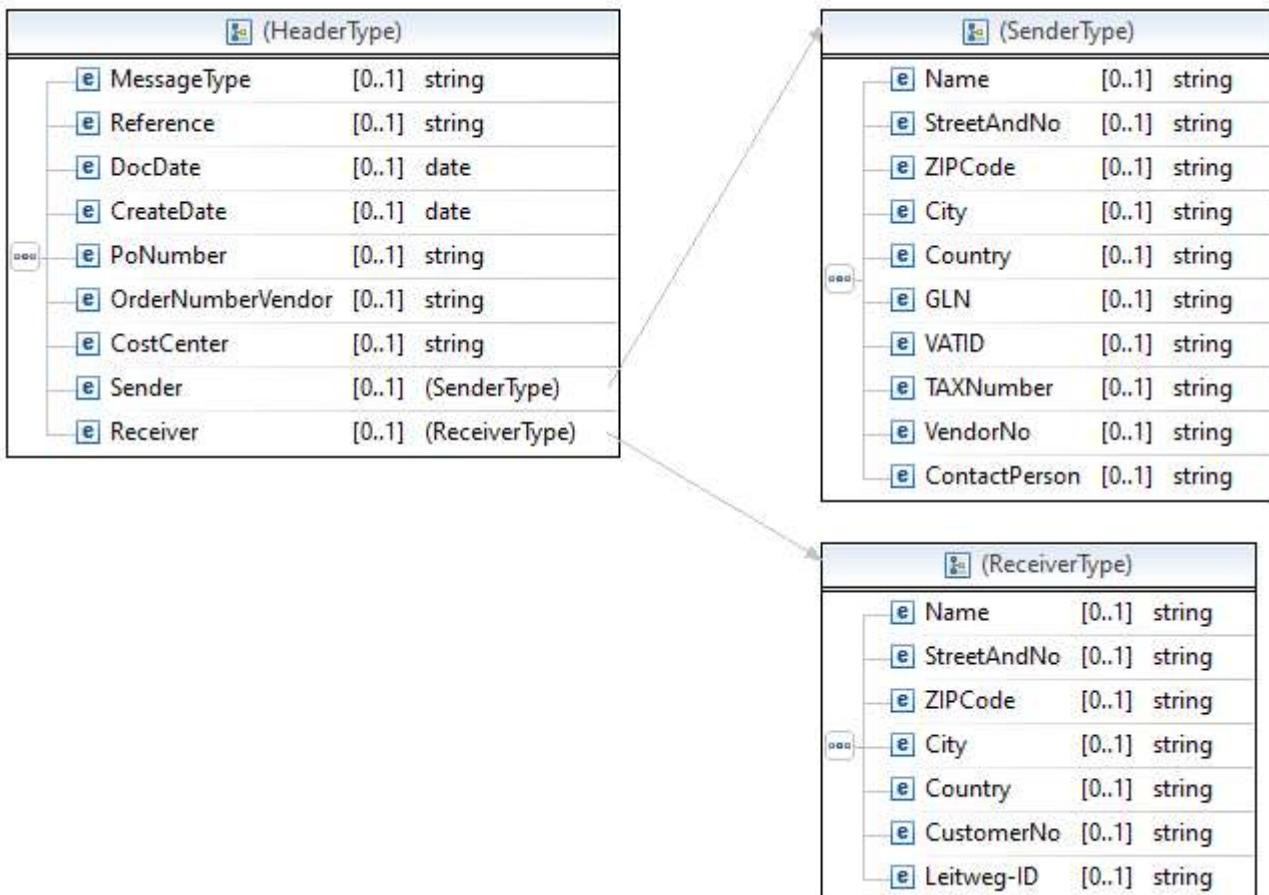 (HeaderType)
MessageType [0..1] string
Reference [0..1] string
DocDate [0..1] date
CreateDate [0..1] date
PoNumber [0..1] string
OrderNumberVendor [0..1] string
CostCenter [0..1] string
Sender [0..1] (SenderType)
Receiver [0..1] (ReceiverType)
(SenderType)
Name [0..1] string
StreetAndNo [0..1] string
ZIPCode [0..1] string
City [0..1] string
Country [0..1] string
GLN [0..1] string
VATID [0..1] string
TAXNumber [0..1] string
VendorNo [0..1] string
ContactPerson [0..1] string
(ReceiverType)
Name [0..1] string
StreetAndNo [0..1] string
ZIPCode [0..1] string
City [0..1] string
Country [0..1] string
CustomerNo [0..1] string
Leitweg-ID [0..1] string